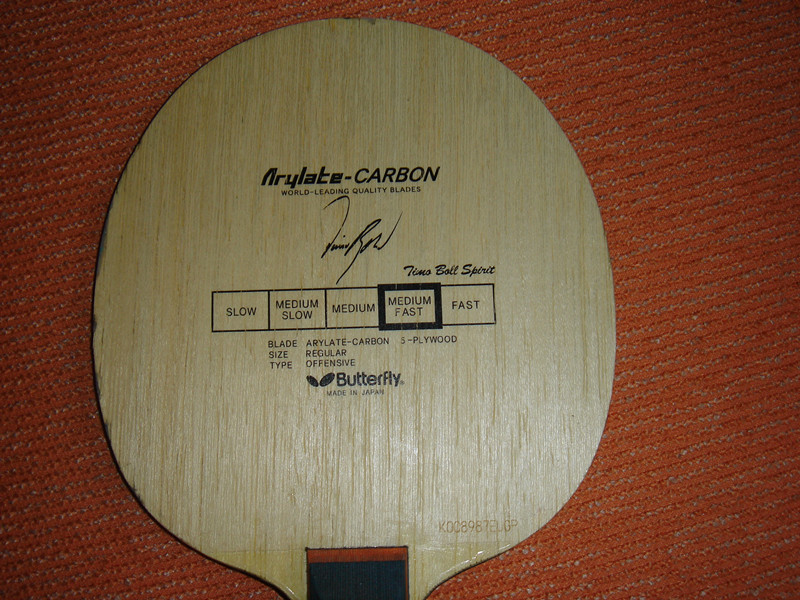 Arylate-CARBON
WORLD-LEADING QUALITY BLADES
Timo Boll Spirit
SLOW MEDIUM SLOW MEDIUM MEDIUM FAST FAST
BLADE ARYLATE-CARBON 5-PLYWOOD
SIZE REGULAR
TYPE OFFENSIVE
Butterfly®
MADE IN JAPAN